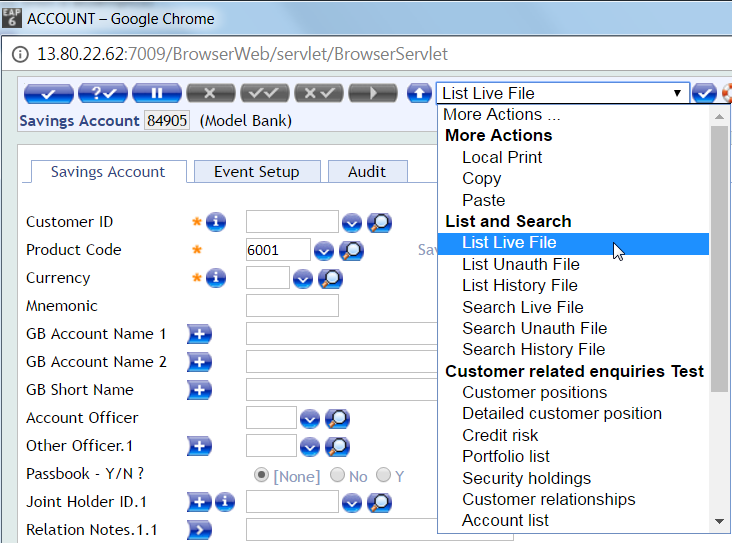 EAP 6 ACCOUNT – Google Chrome
13.80.22.62:7009/BrowserWeb/servlet/BrowserServlet
? List Live File
Savings Account 84905 (Model Bank)
More Actions ...
More Actions
Local Print
Copy
Paste
List and Search
List Live File
List Unauth File
List History File
Search Live File
Search Unauth File
Search History File
Customer related enquiries Test
Customer positions
Detailed customer position
Credit risk
Portfolio list
Security holdings
Customer relationships
Account list
Savings Account Event Setup Audit
Customer ID *
Product Code * 6001
Currency *
Mnemonic
GB Account Name 1
GB Account Name 2
GB Short Name
Account Officer
Other Officer.1
Passbook - Y/N ? [None] No Y
Joint Holder ID.1
Relation Notes.1.1